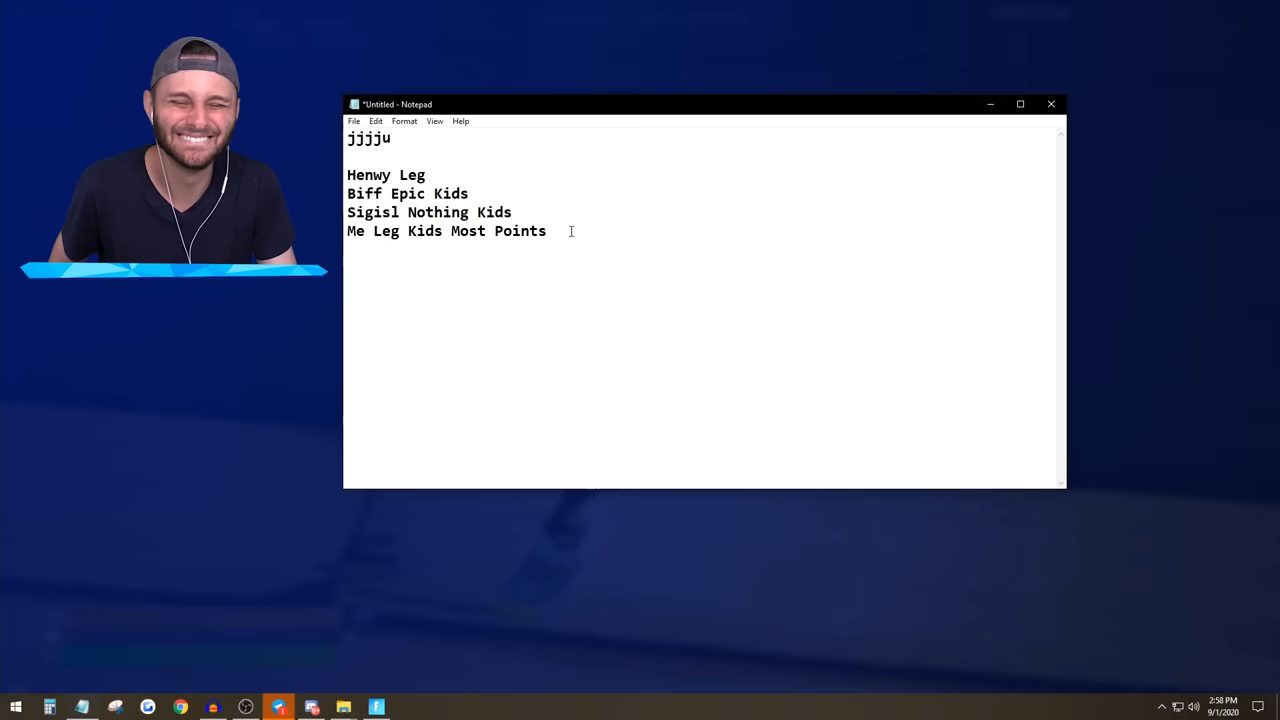 *Untitled - Notepad
File Edit Format View Help
jjjju
Henwy Leg
Biff Epic Kids
Sigisl Nothing Kids
Me Leg Kids Most Points
2:58 PM
9/1/2020